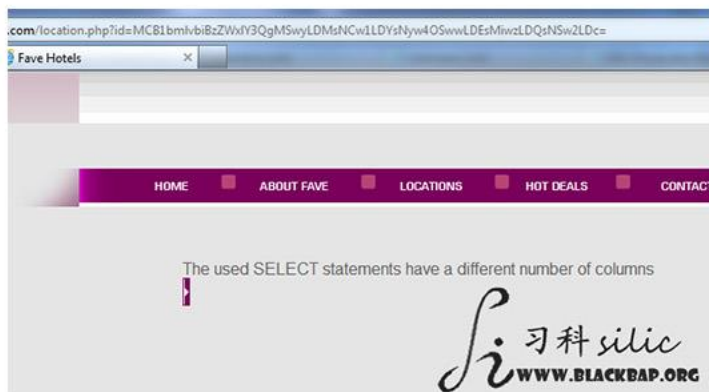 .com/location.php?id=MCB1bmlvbiBzZWxlY3QgMSwyLDMsNCw1LDYsNyw4OSwwLDEsMiwzLDQsNSw2LDc=
Fave Hotels
HOME ABOUT FAVE LOCATIONS HOT DEALS CONTACT
The used SELECT statements have a different number of columns
习科 silic
WWW.BLACKBAP.ORG